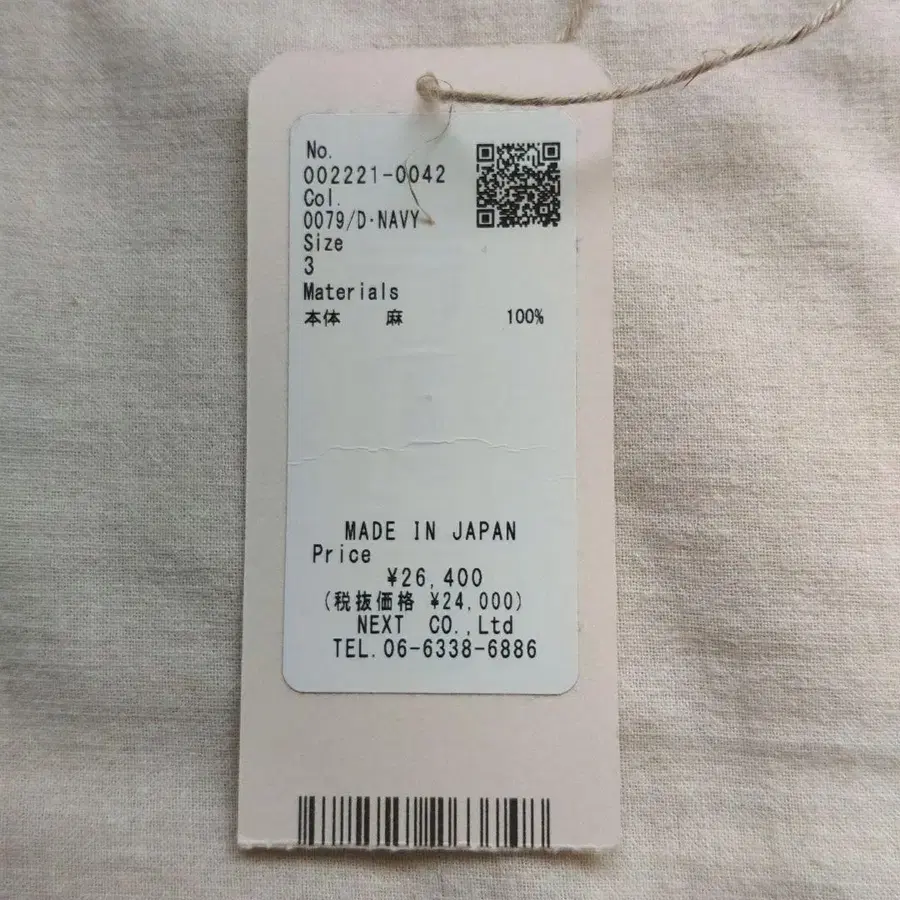 No.
002221-0042
Col.
0079/D·NAVY
Size
3
Materials
本体 麻 100%
MADE IN JAPAN
Price
¥26,400
(税抜価格 ¥24,000)
NEXT CO.,Ltd
TEL.06-6338-6886